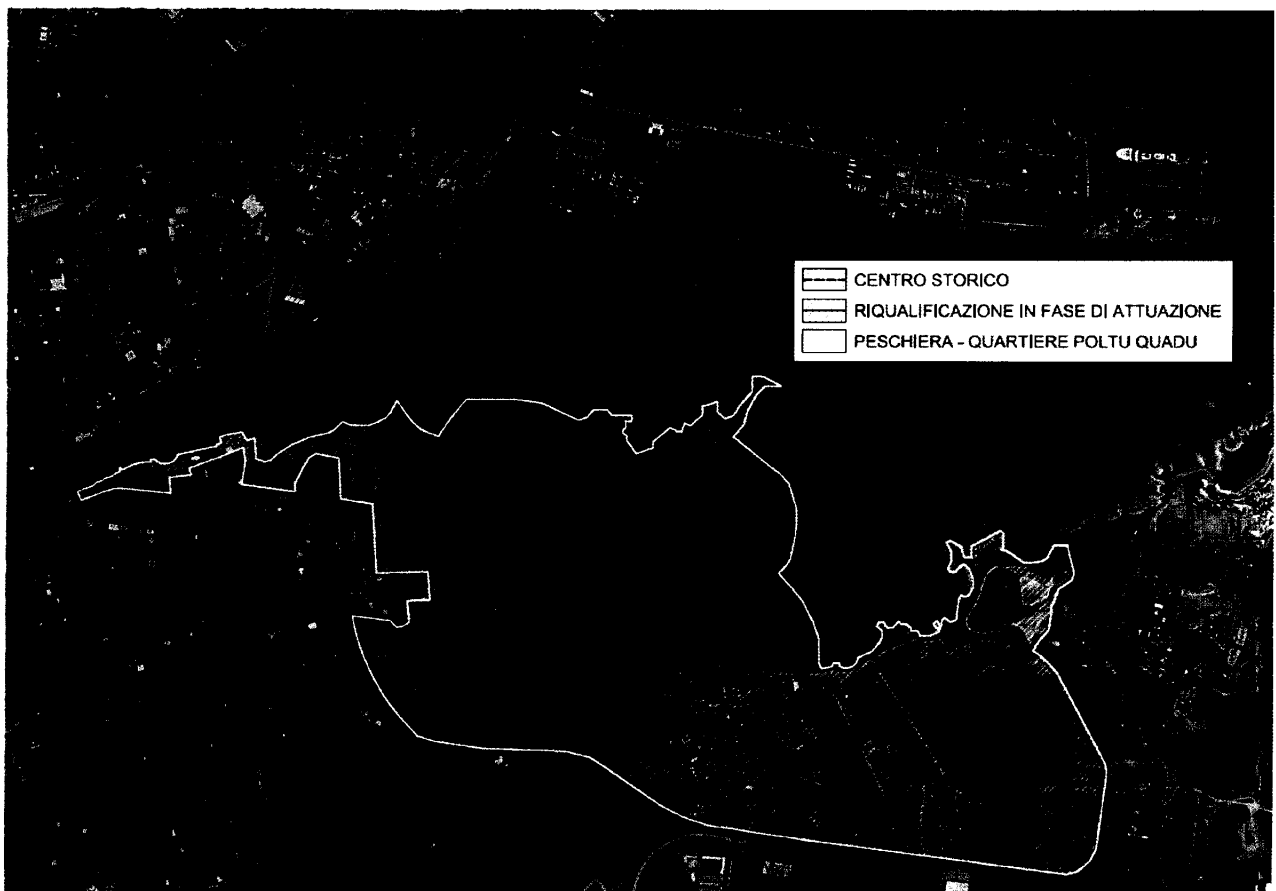 CENTRO STORICO
RIQUALIFICAZIONE IN FASE DI ATTUAZIONE
PESCHIERA - QUARTIERE POLTU QUADU